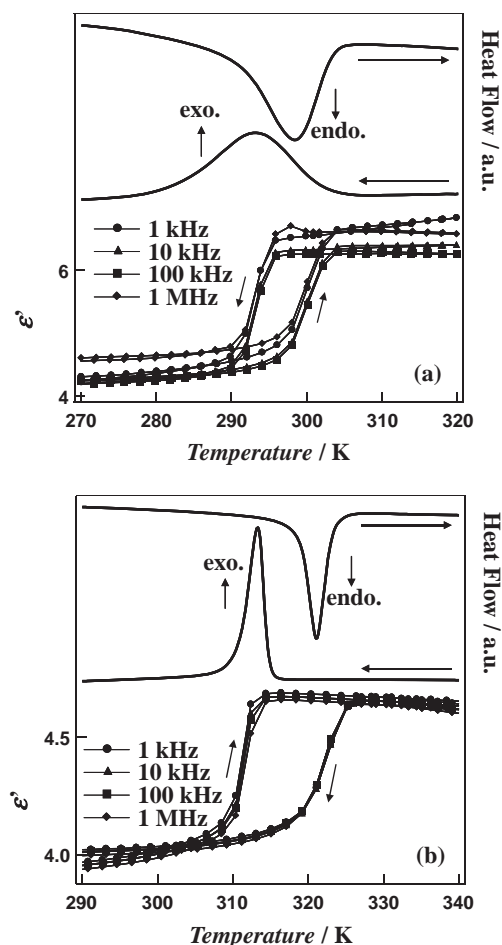 exo.
endo.
Heat Flow / a.u.
1 kHz
10 kHz
100 kHz
1 MHz
6
4
ε'
(a)
270 280 290 300 310 320
Temperature / K
exo.
endo.
Heat Flow / a.u.
1 kHz
10 kHz
100 kHz
1 MHz
4.5
4.0
ε'
(b)
290 300 310 320 330 340
Temperature / K